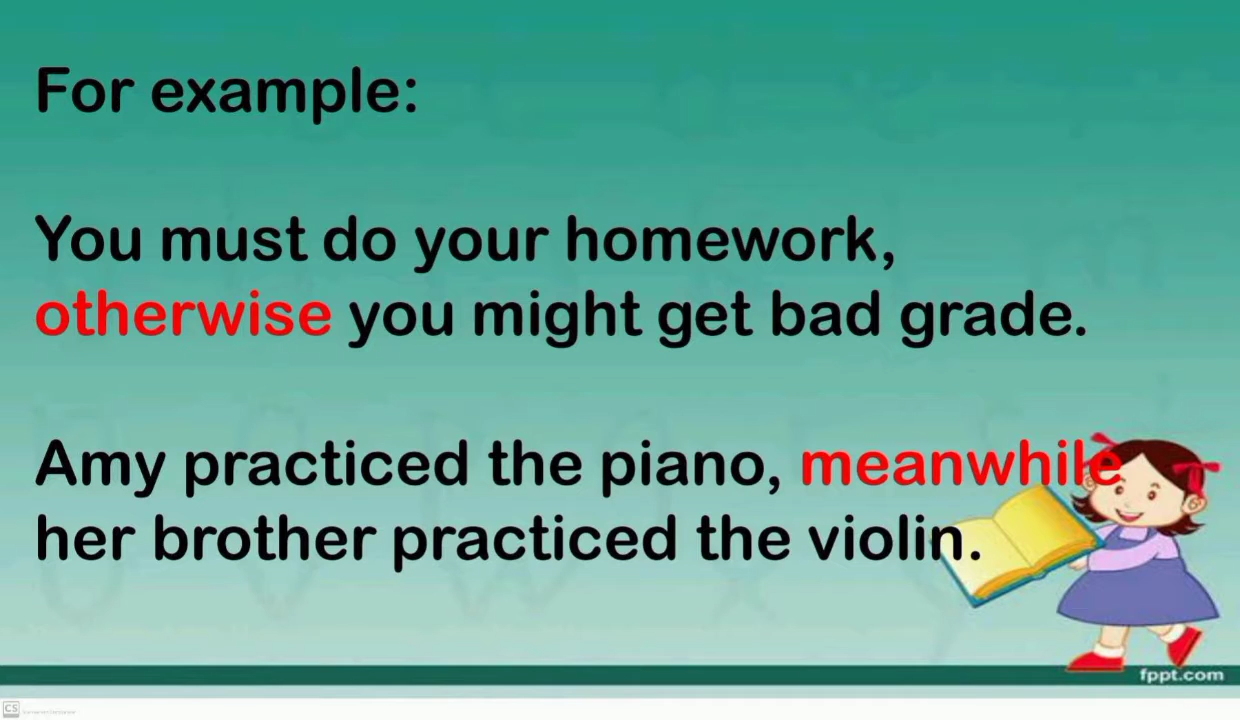 For example:
You must do your homework,
otherwise you might get bad grade.
Amy practiced the piano, meanwhile
her brother practiced the violin.
fppt.com
CS